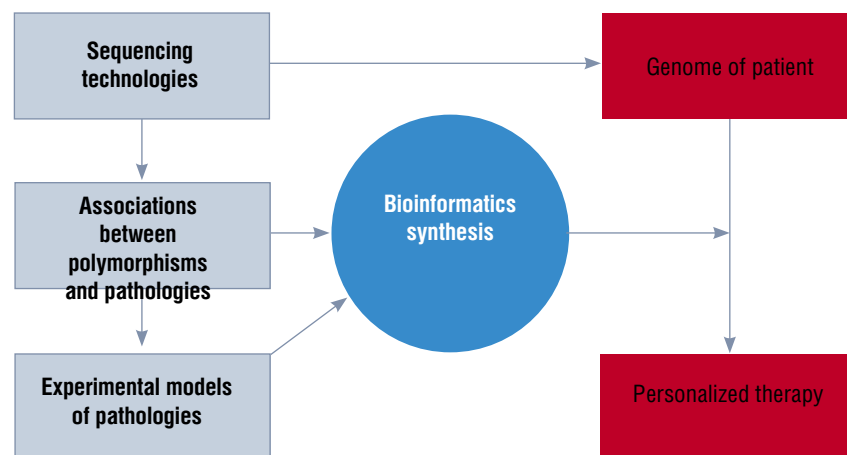 Sequencing
technologies
Genome of patient
Associations
between
polymorphisms
and pathologies
Bioinformatics
synthesis
Experimental models
of pathologies
Personalized therapy